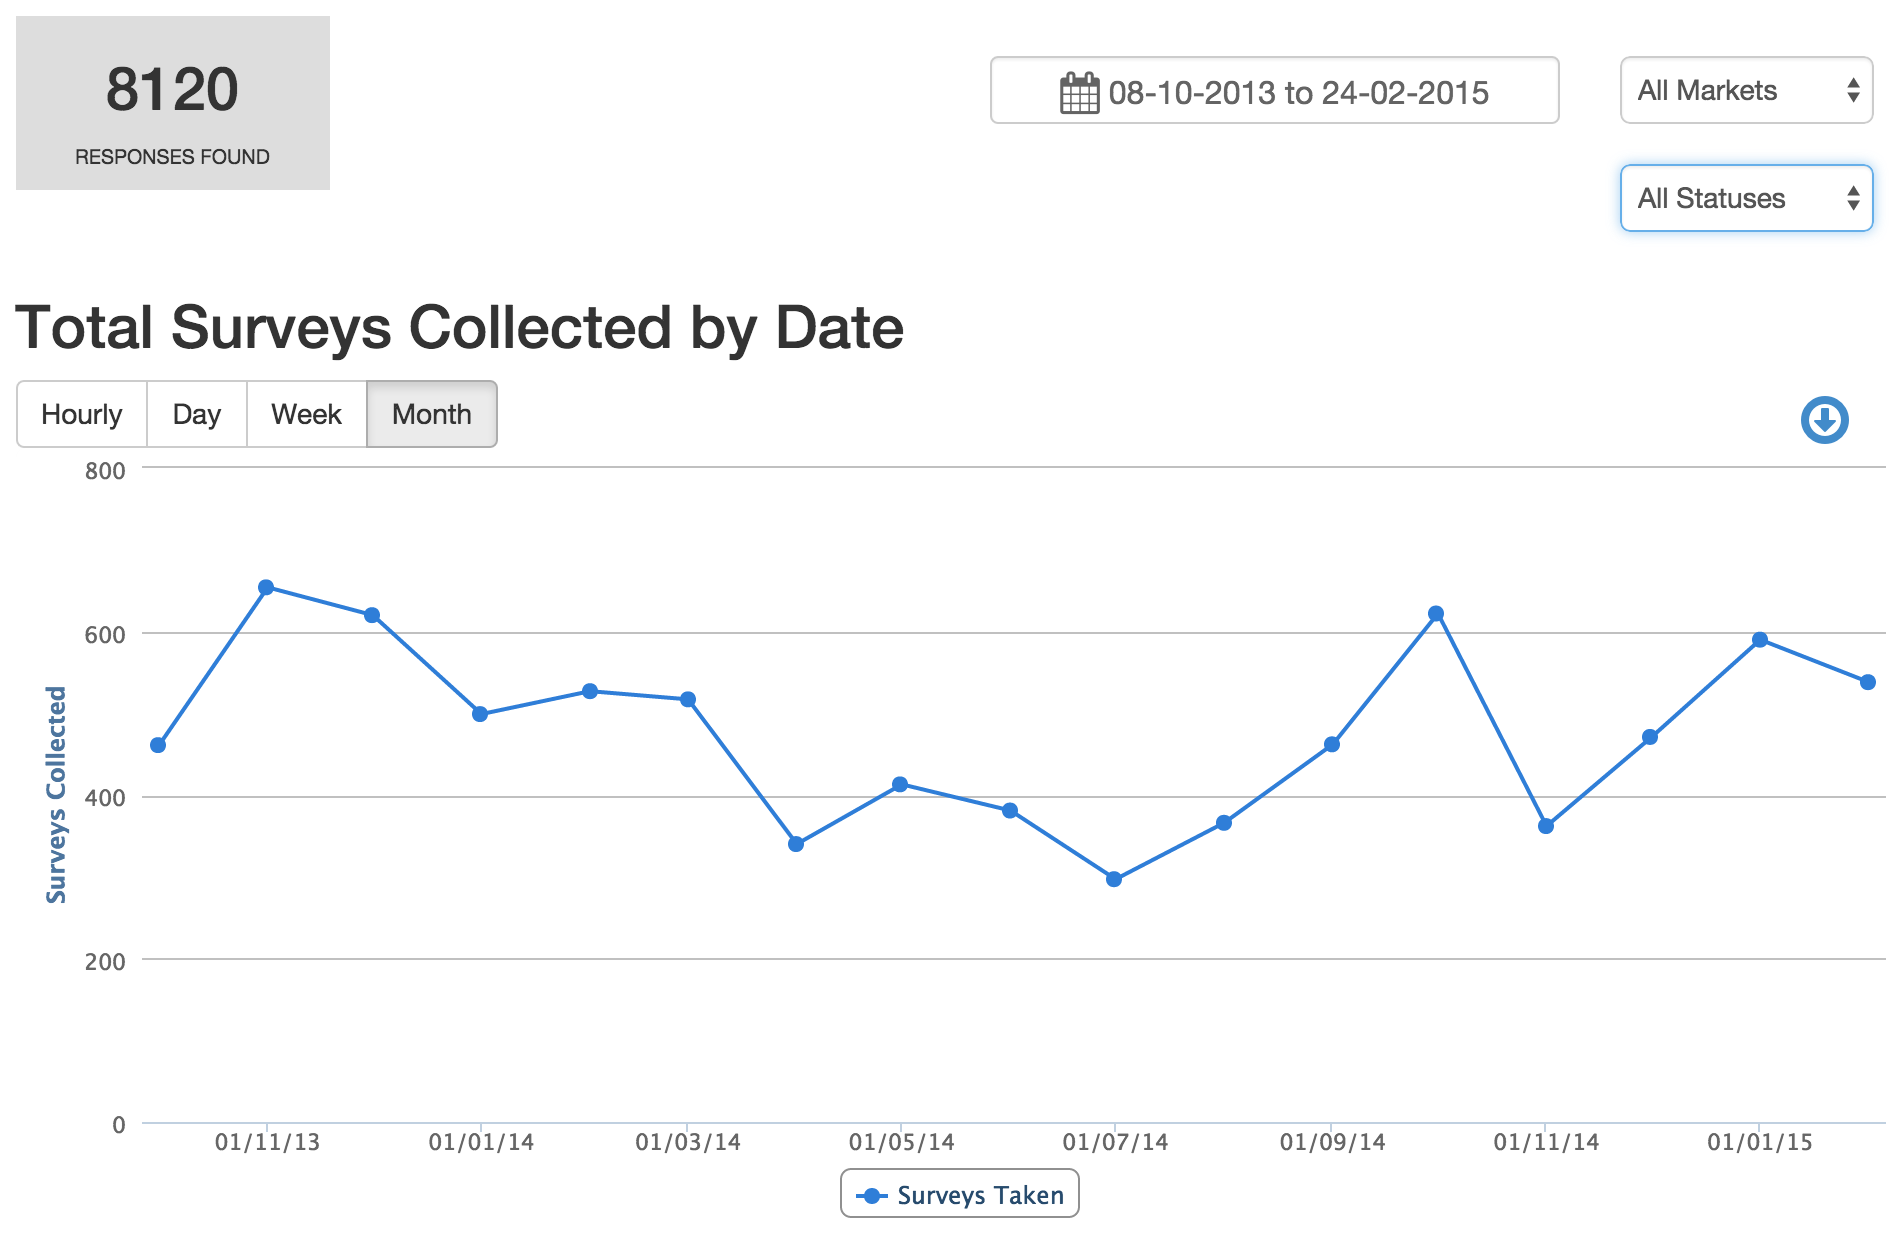 8120
RESPONSES FOUND
08-10-2013 to 24-02-2015
All Markets
All Statuses
Total Surveys Collected by Date
Hourly Day Week Month
800
600
400
200
0
Surveys Collected
01/11/13 01/01/14 01/03/14 01/05/14 01/07/14 01/09/14 01/11/14 01/01/15
Surveys Taken